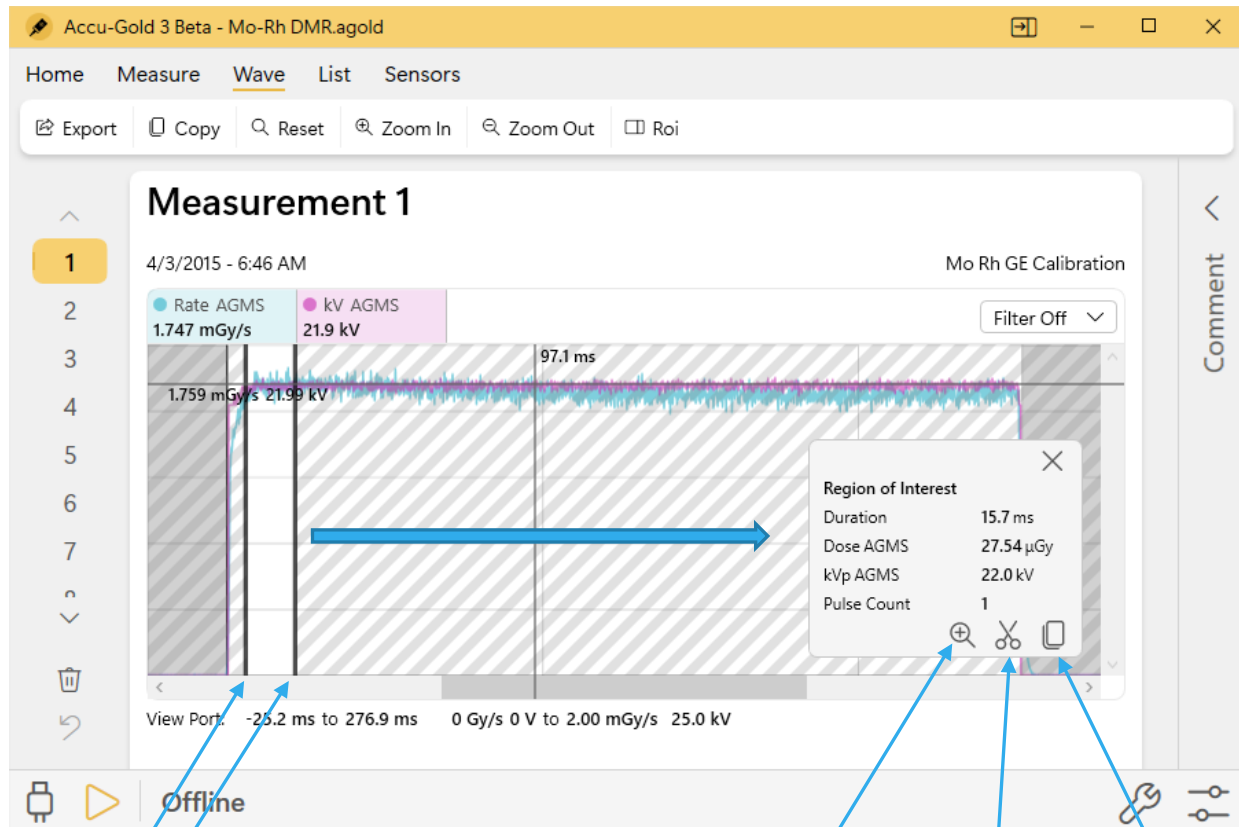 Accu-Gold 3 Beta - Mo-Rh DMR.agold
Home Measure Wave List Sensors
Export Copy Reset Zoom In Zoom Out Roi
Measurement 1
4/3/2015 - 6:46 AM Mo Rh GE Calibration
Rate AGMS kV AGMS
1.747 mGy/s 21.9 kV
Filter Off
97.1 ms
1.759 mGy/s 21.99 kV
Region of Interest
Duration 15.7 ms
Dose AGMS 27.54 µGy
kVp AGMS 22.0 kV
Pulse Count 1
View Port: -25.2 ms to 276.9 ms 0 Gy/s 0 V to 2.00 mGy/s 25.0 kV
1
2
3
4
5
6
7
Comment
Offline